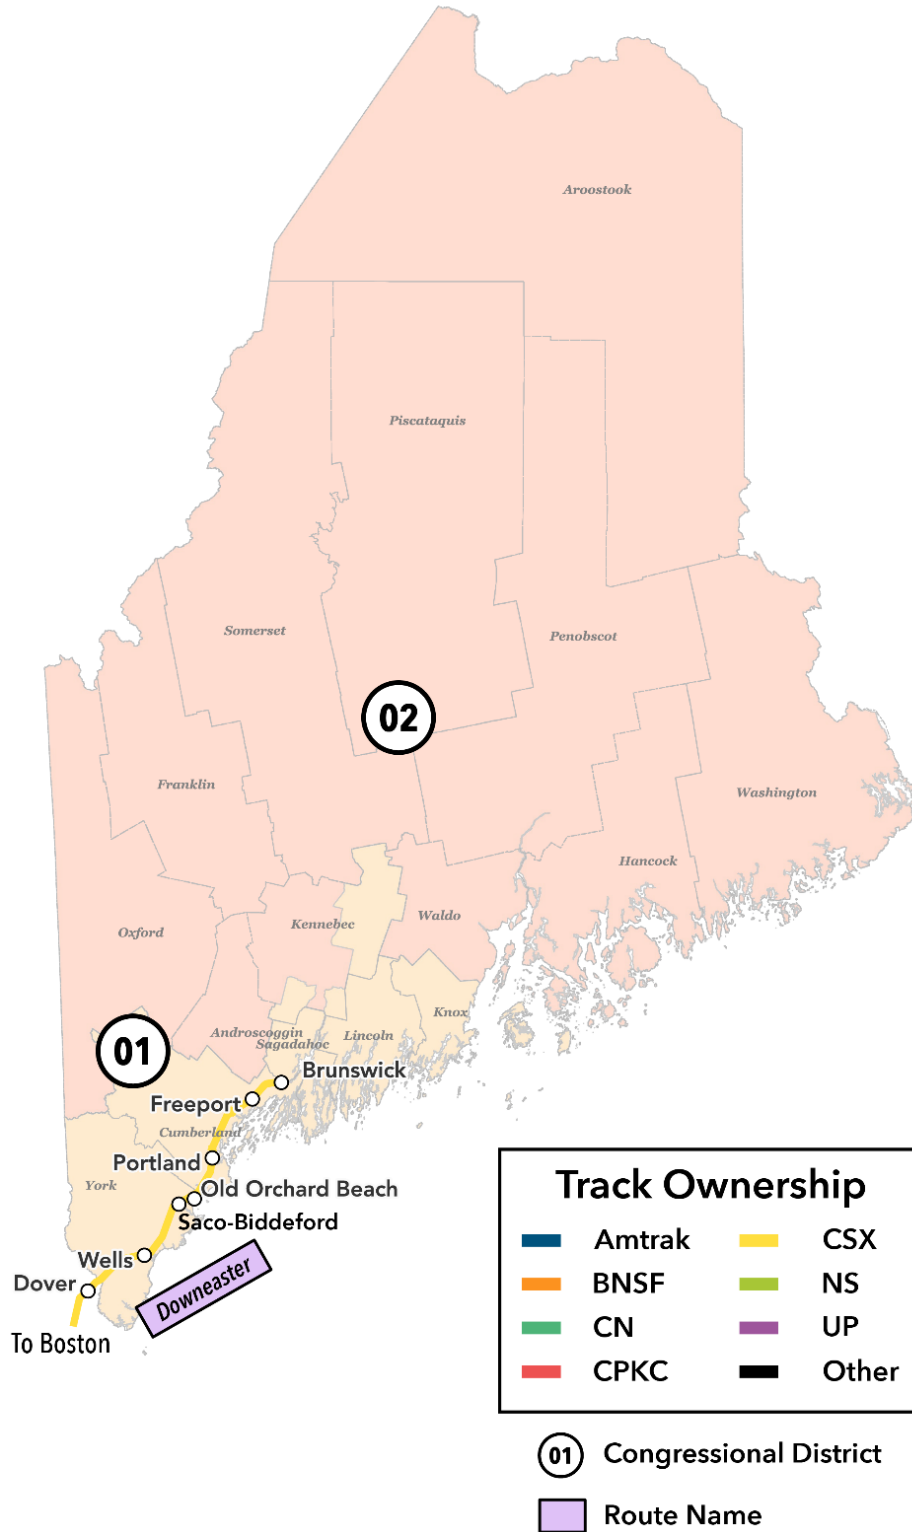 Aroostook
Piscataquis
Somerset
Penobscot
02
Franklin
Washington
Hancock
Oxford
Kennebec
Waldo
Knox
Androscoggin
Lincoln
Sagadahoc
01
Brunswick
Freeport
Cumberland
Portland
York
Old Orchard Beach
Saco-Biddeford
Wells
Dover
Downeaster
To Boston
Track Ownership
Amtrak
CSX
BNSF
NS
CN
UP
CPKC
Other
01 Congressional District
Route Name